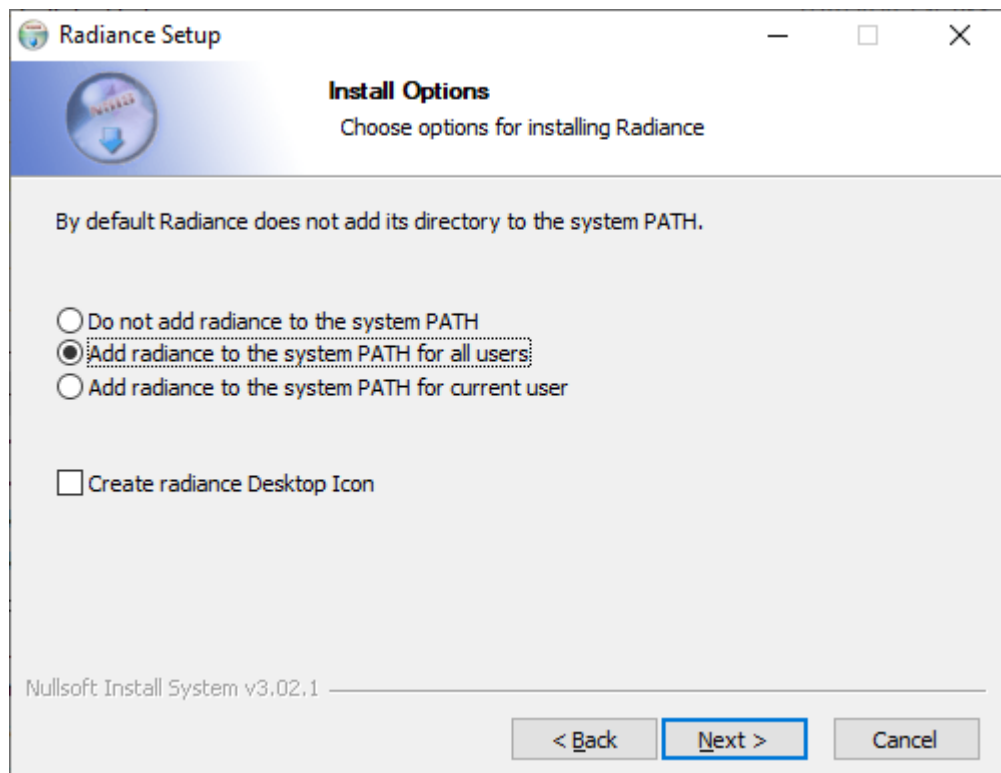 Radiance Setup
NSIS
Install Options
Choose options for installing Radiance
By default Radiance does not add its directory to the system PATH.
Do not add radiance to the system PATH
Add radiance to the system PATH for all users
Add radiance to the system PATH for current user
Create radiance Desktop Icon
Nullsoft Install System v3.02.1
< Back
Next >
Cancel